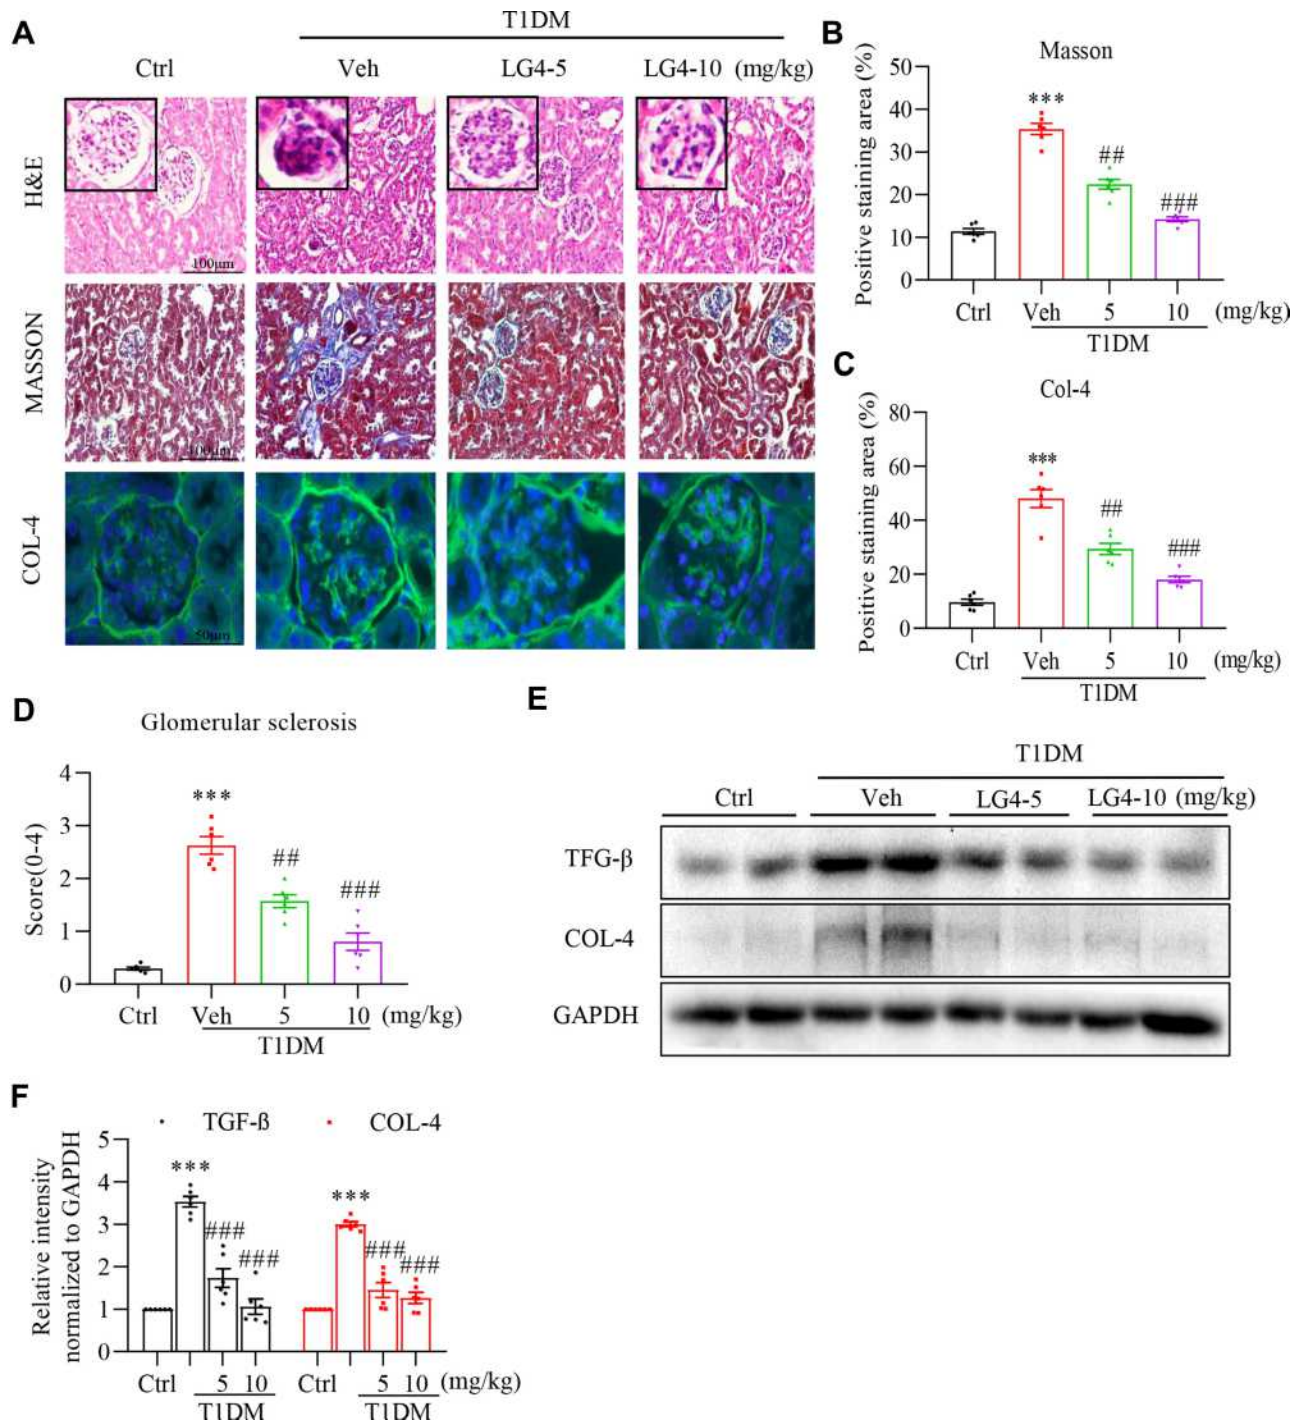 A
T1DM
Ctrl Veh LG4-5 LG4-10 (mg/kg)
H&E
100μm
MASSON
100μm
COL-4
50μm
B
Masson
Positive staining area (%)
50
40
30
20
10
0
***
##
###
Ctrl Veh 5 10 (mg/kg)
T1DM
C
Col-4
Positive staining area (%)
80
60
40
20
0
***
##
###
Ctrl Veh 5 10 (mg/kg)
T1DM
D
Glomerular sclerosis
Score(0-4)
4
3
2
1
0
***
##
###
Ctrl Veh 5 10 (mg/kg)
T1DM
E
T1DM
Ctrl Veh LG4-5 LG4-10 (mg/kg)
TFG-β
COL-4
GAPDH
F
TGF-ß COL-4
Relative intensity
normalized to GAPDH
5
4
3
2
1
0
***
###
###
***
###
###
Ctrl 5 10 Ctrl 5 10 (mg/kg)
T1DM T1DM